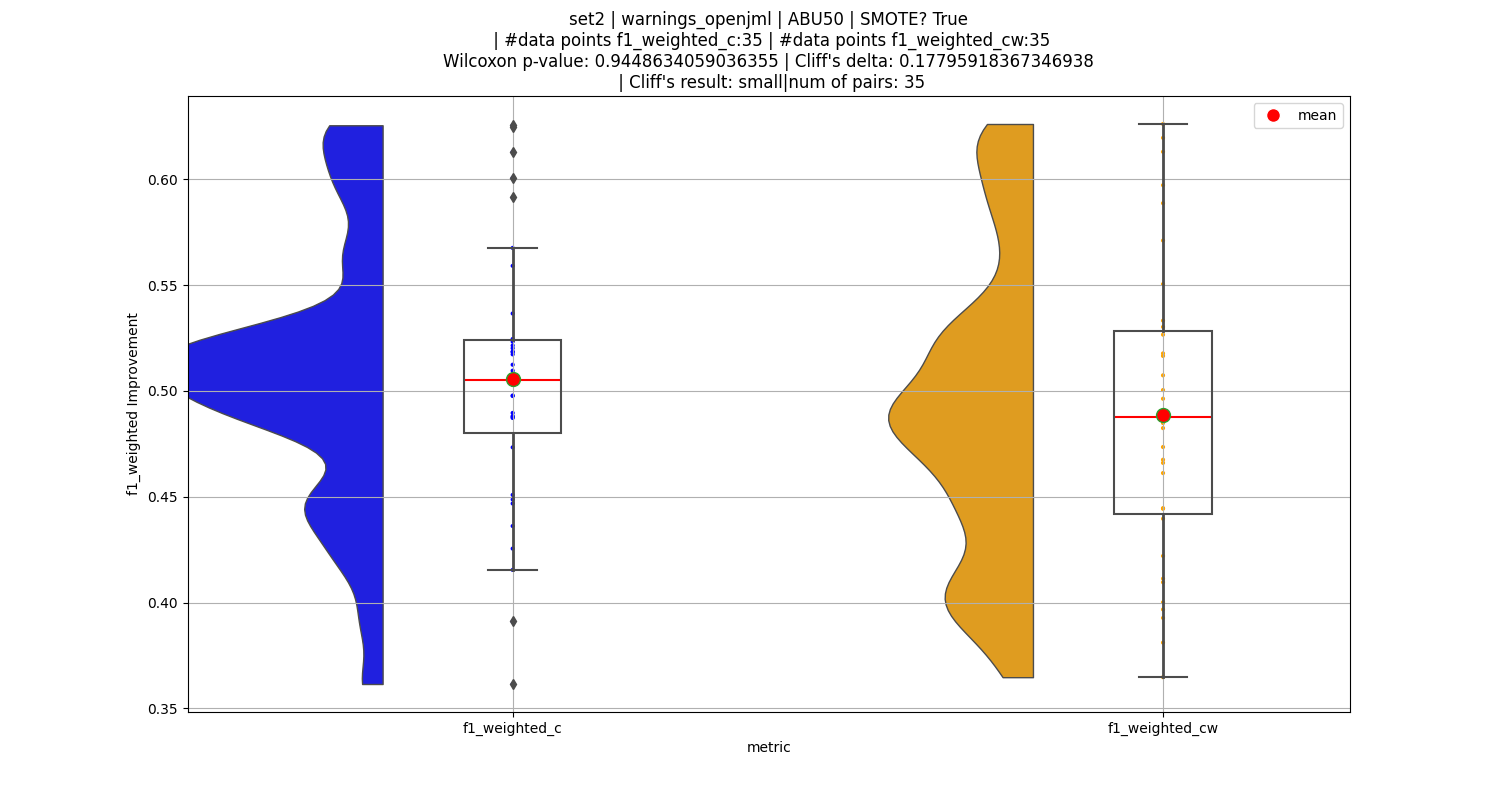 set2 | warnings_openjml | ABU50 | SMOTE? True
| #data points f1_weighted_c:35 | #data points f1_weighted_cw:35
Wilcoxon p-value: 0.9448634059036355 | Cliff's delta: 0.17795918367346938
| Cliff's result: small|num of pairs: 35
mean
0.60
0.55
0.50
0.45
0.40
0.35
f1_weighted Improvement
f1_weighted_c
f1_weighted_cw
metric